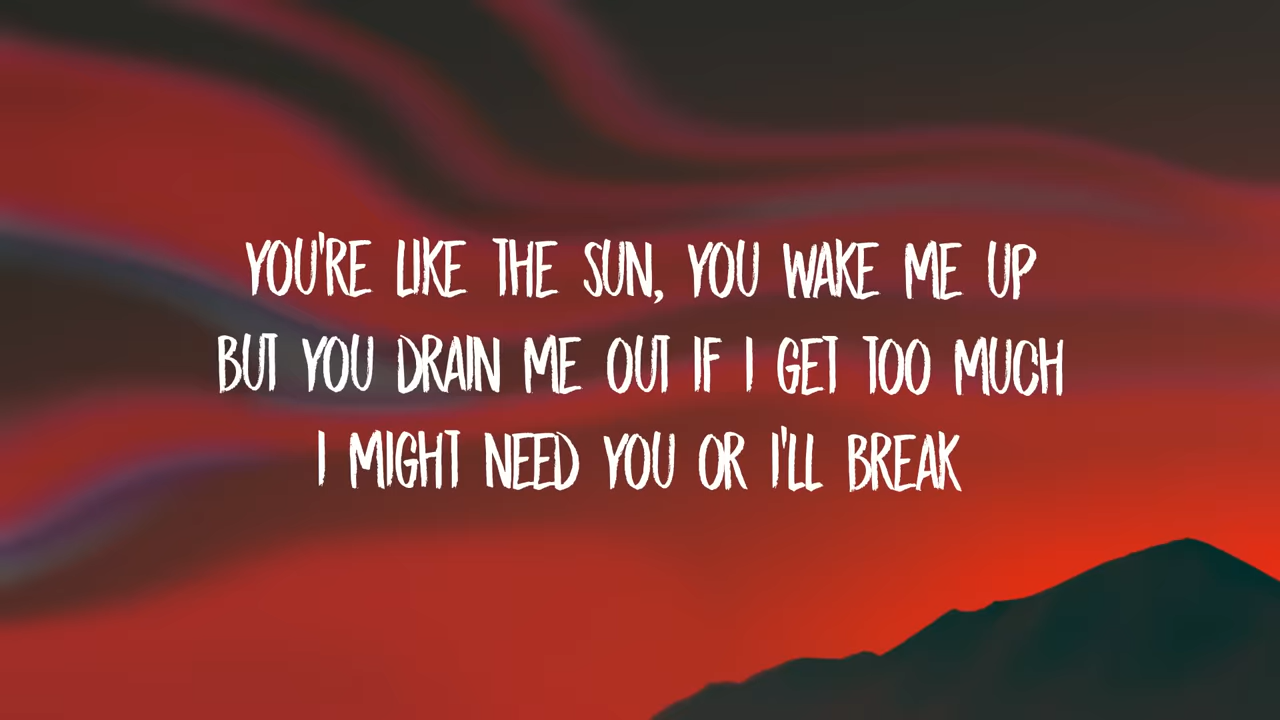 YOU'RE LIKE THE SUN, YOU WAKE ME UP
BUT YOU DRAIN ME OUT IF I GET TOO MUCH
I MIGHT NEED YOU OR I'LL BREAK